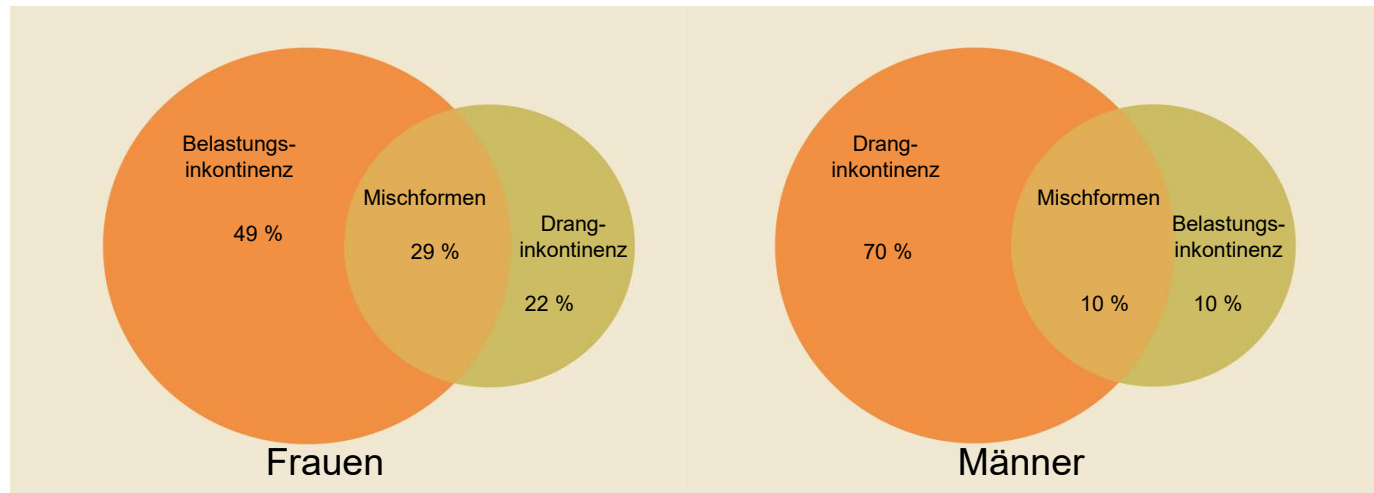 Belastungs-
inkontinenz
49 %
Mischformen
29 %
Drang-
inkontinenz
22 %
Frauen
Drang-
inkontinenz
70 %
Mischformen
10 %
Belastungs-
inkontinenz
10 %
Männer